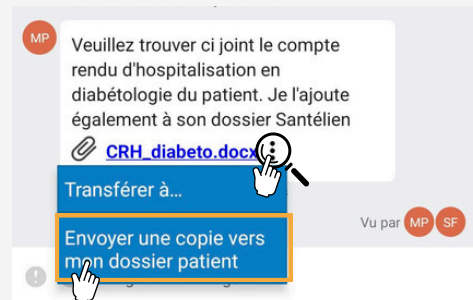 MP
Veuillez trouver ci joint le compte
rendu d'hospitalisation en
diabétologie du patient. Je l'ajoute
également à son dossier Santélien
CRH_diabeto.docx
Transférer à...
Vu par MP SF
Envoyer une copie vers
mon dossier patient